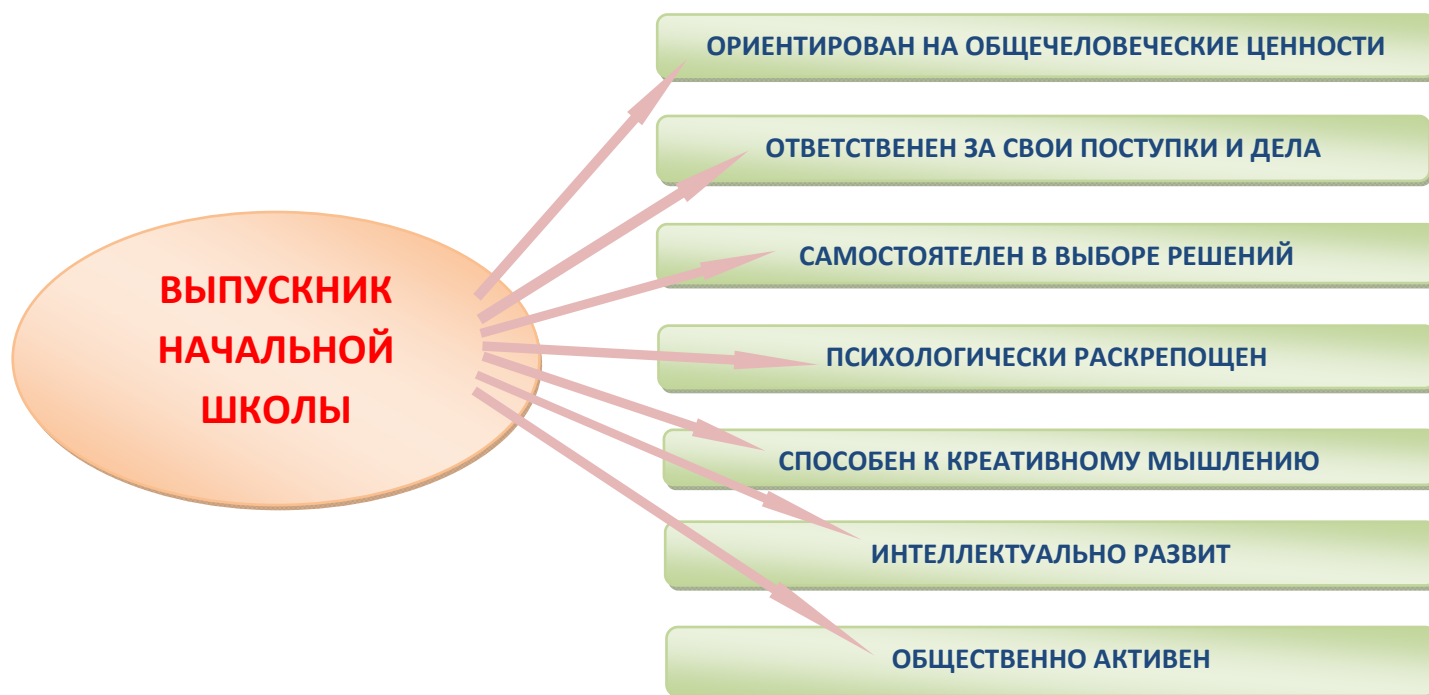 ВЫПУСКНИК
НАЧАЛЬНОЙ
ШКОЛЫ
ОРИЕНТИРОВАН НА ОБЩЕЧЕЛОВЕЧЕСКИЕ ЦЕННОСТИ
ОТВЕТСТВЕНЕН ЗА СВОИ ПОСТУПКИ И ДЕЛА
САМОСТОЯТЕЛЕН В ВЫБОРЕ РЕШЕНИЙ
ПСИХОЛОГИЧЕСКИ РАСКРЕПОЩЕН
СПОСОБЕН К КРЕАТИВНОМУ МЫШЛЕНИЮ
ИНТЕЛЛЕКТУАЛЬНО РАЗВИТ
ОБЩЕСТВЕННО АКТИВЕН